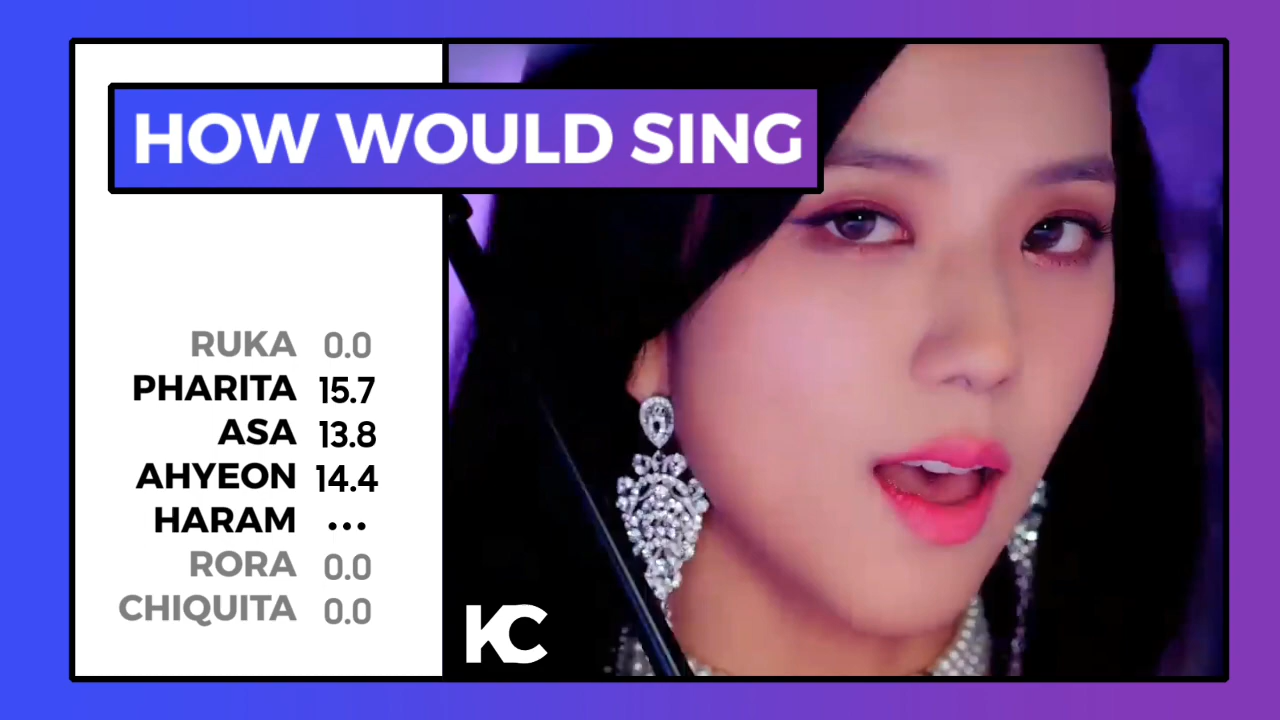 HOW WOULD SING
RUKA 0.0
PHARITA 15.7
ASA 13.8
AHYEON 14.4
HARAM ...
RORA 0.0
CHIQUITA 0.0
KC